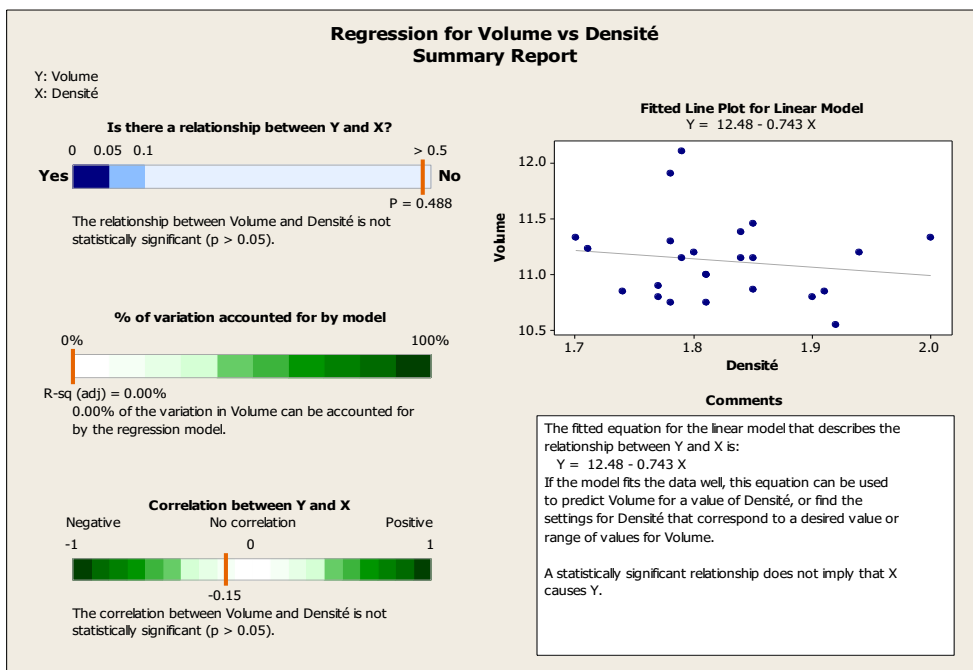 Regression for Volume vs Densité
Summary Report
Y: Volume
X: Densité
Is there a relationship between Y and X?
0 0.05 0.1 > 0.5
Yes No
P = 0.488
The relationship between Volume and Densité is not
statistically significant (p > 0.05).
% of variation accounted for by model
0% 100%
R-sq (adj) = 0.00%
0.00% of the variation in Volume can be accounted for
by the regression model.
Correlation between Y and X
Negative No correlation Positive
-1 0 1
-0.15
The correlation between Volume and Densité is not
statistically significant (p > 0.05).
Fitted Line Plot for Linear Model
Y = 12.48 - 0.743 X
12.0
11.5
11.0
10.5
Volume
1.7 1.8 1.9 2.0
Densité
Comments
The fitted equation for the linear model that describes the
relationship between Y and X is:
Y = 12.48 - 0.743 X
If the model fits the data well, this equation can be used
to predict Volume for a value of Densité, or find the
settings for Densité that correspond to a desired value or
range of values for Volume.
A statistically significant relationship does not imply that X
causes Y.